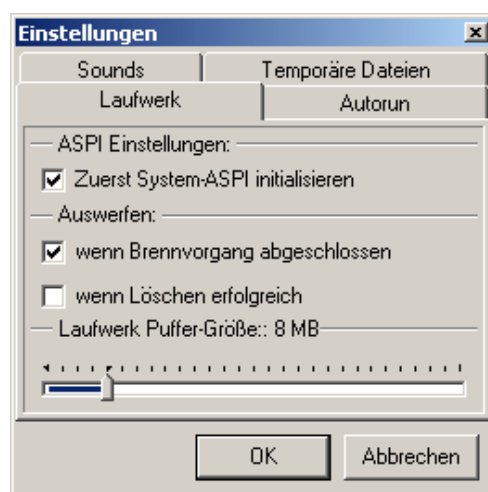 Einstellungen
Sounds
Temporäre Dateien
Laufwerk
Autorun
ASPI Einstellungen:
Zuerst System-ASPI initialisieren
Auswerfen:
wenn Brennvorgang abgeschlossen
wenn Löschen erfolgreich
Laufwerk Puffer-Größe:: 8 MB
OK
Abbrechen